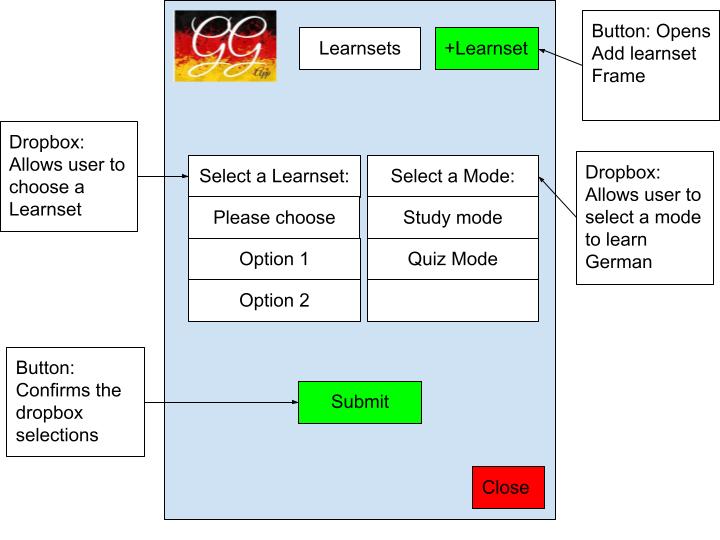 GG
App
Learnsets
+Learnset
Button: Opens
Add learnset
Frame
Dropbox:
Allows user to
choose a
Learnset
Select a Learnset:
Select a Mode:
Please choose
Study mode
Option 1
Quiz Mode
Option 2
Dropbox:
Allows user to
select a mode
to learn
German
Button:
Confirms the
dropbox
selections
Submit
Close